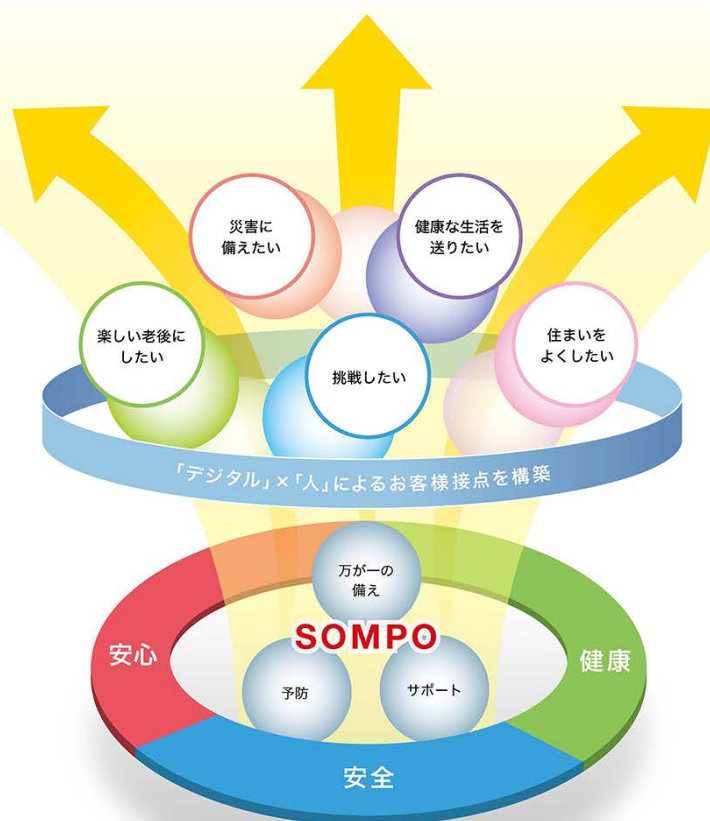 災害に
備えたい
健康な生活を
送りたい
楽しい老後に
したい
挑戦したい
住まいを
よくしたい
「デジタル」×「人」によるお客様接点を構築
万が一の
備え
SOMPO
安心
健康
予防
サポート
安全